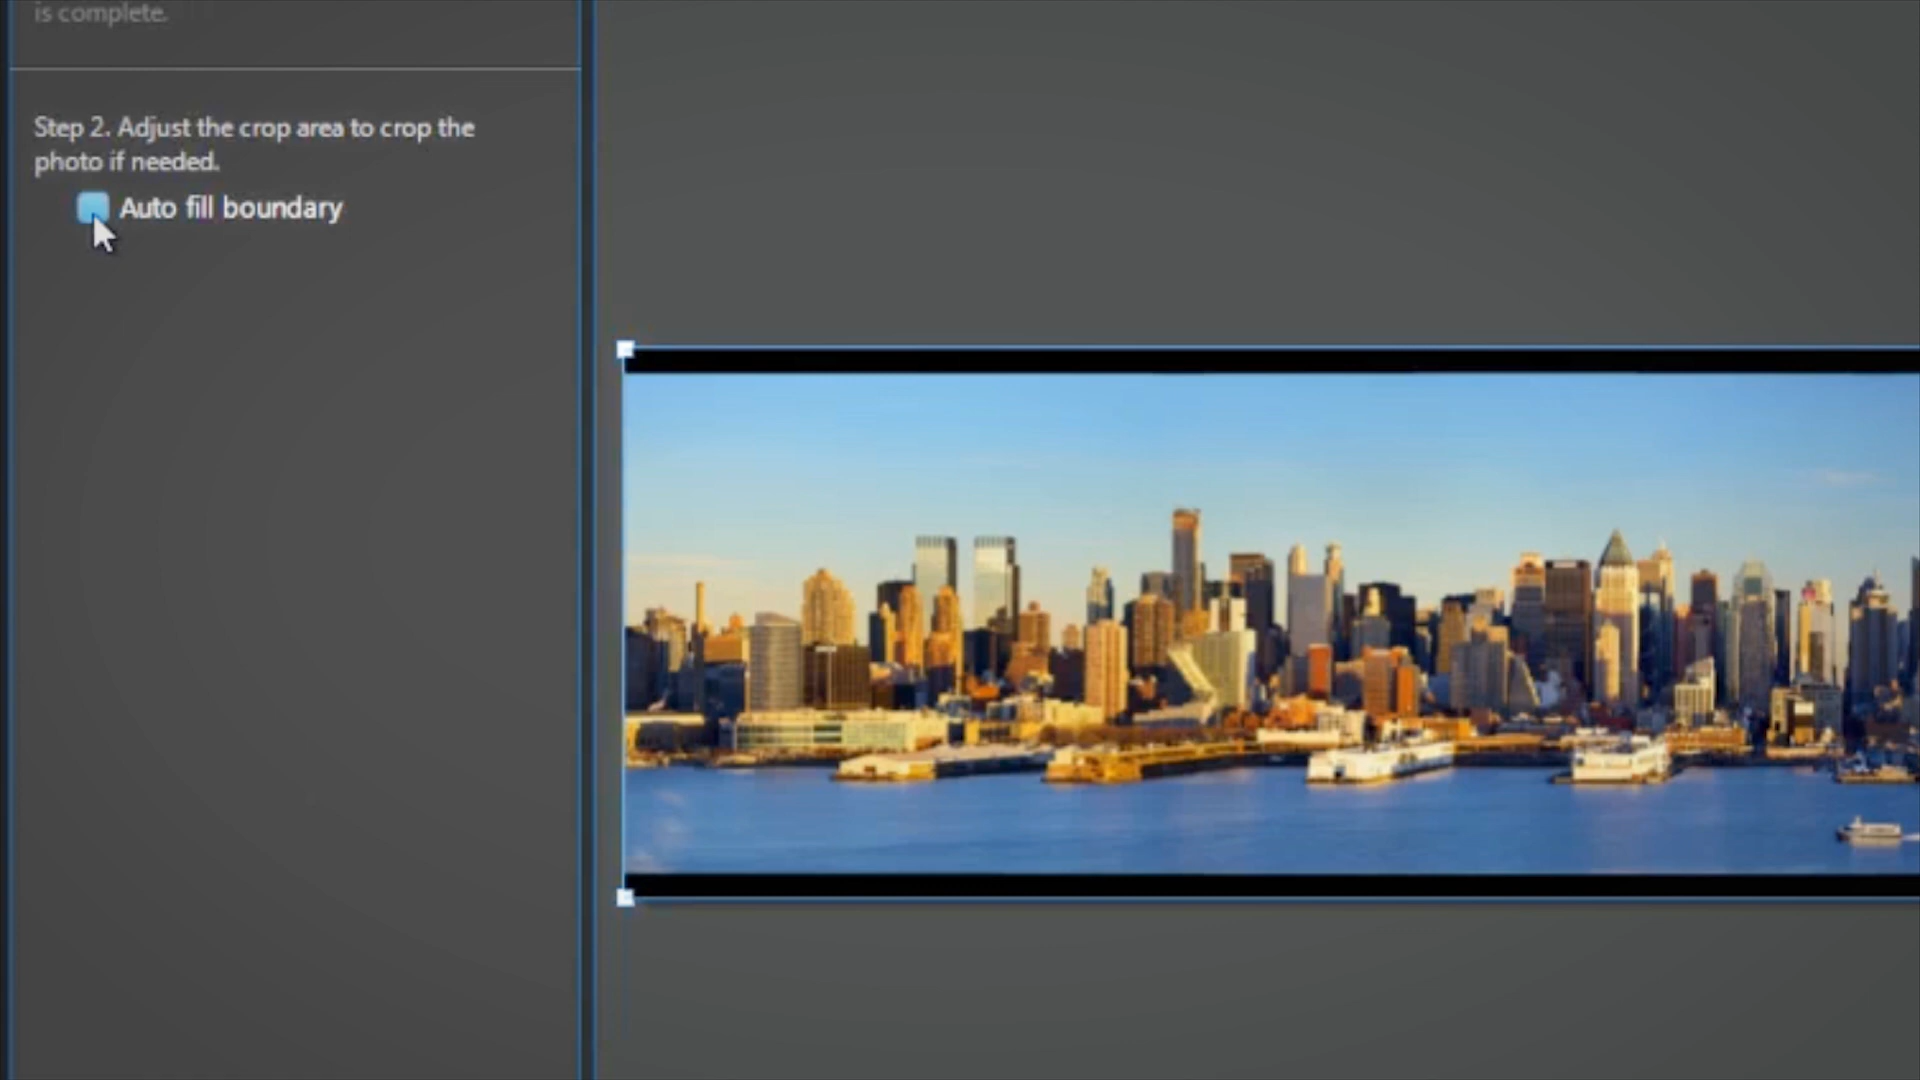 is complete.
Step 2. Adjust the crop area to crop the
photo if needed.
Auto fill boundary